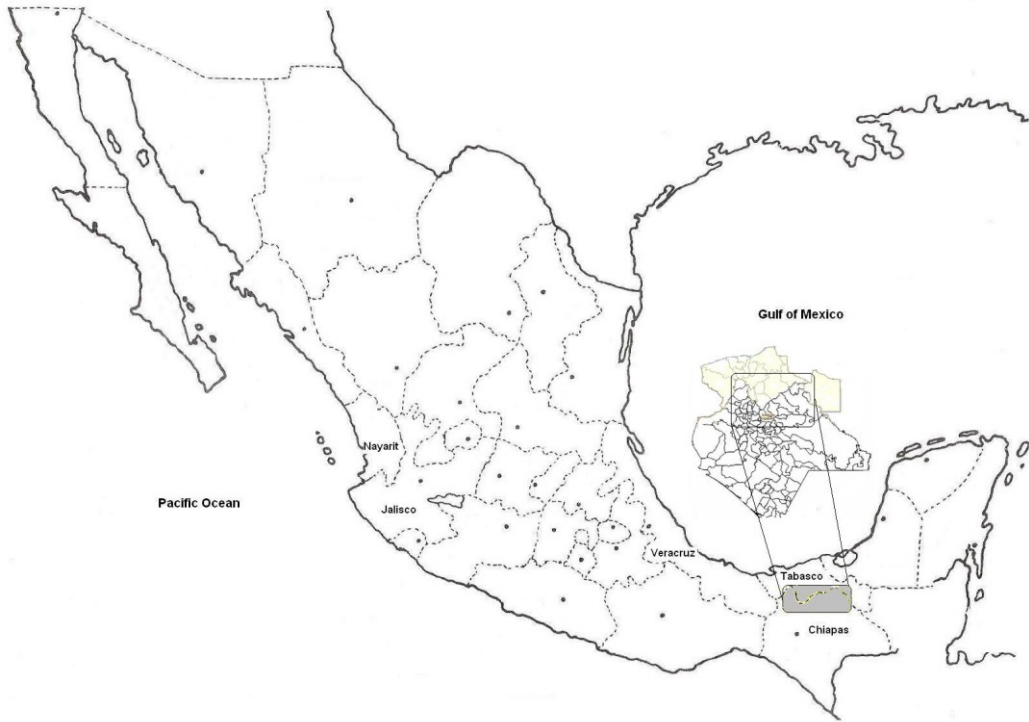 Gulf of Mexico
Nayarit
Pacific Ocean
Jalisco
Veracruz
Tabasco
Chiapas